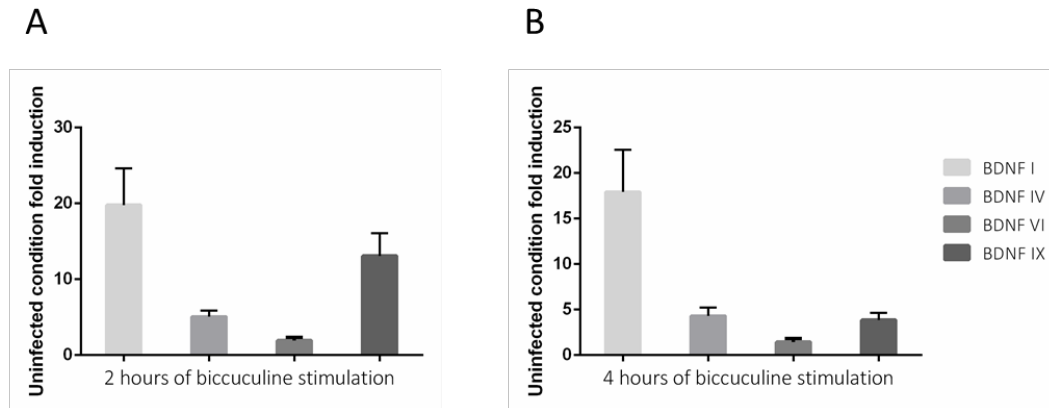 A
B
Uninfected condition fold induction
30
20
10
0
2 hours of biccuculine stimulation
Uninfected condition fold induction
25
20
15
10
5
0
4 hours of biccuculine stimulation
BDNF I
BDNF IV
BDNF VI
BDNF IX